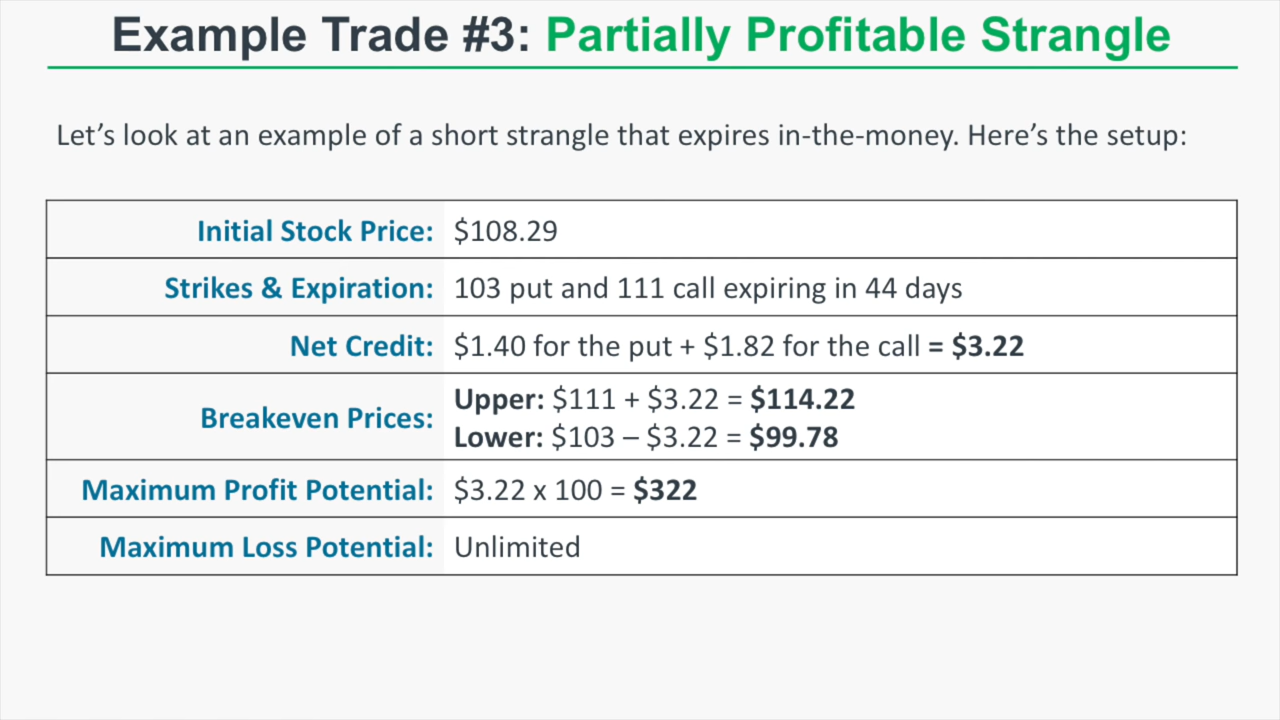 Example Trade #3: Partially Profitable Strangle
Let’s look at an example of a short strangle that expires in-the-money. Here’s the setup:
Initial Stock Price: $108.29
Strikes & Expiration: 103 put and 111 call expiring in 44 days
Net Credit: $1.40 for the put + $1.82 for the call = $3.22
Breakeven Prices:
Upper: $111 + $3.22 = $114.22
Lower: $103 – $3.22 = $99.78
Maximum Profit Potential: $3.22 x 100 = $322
Maximum Loss Potential: Unlimited